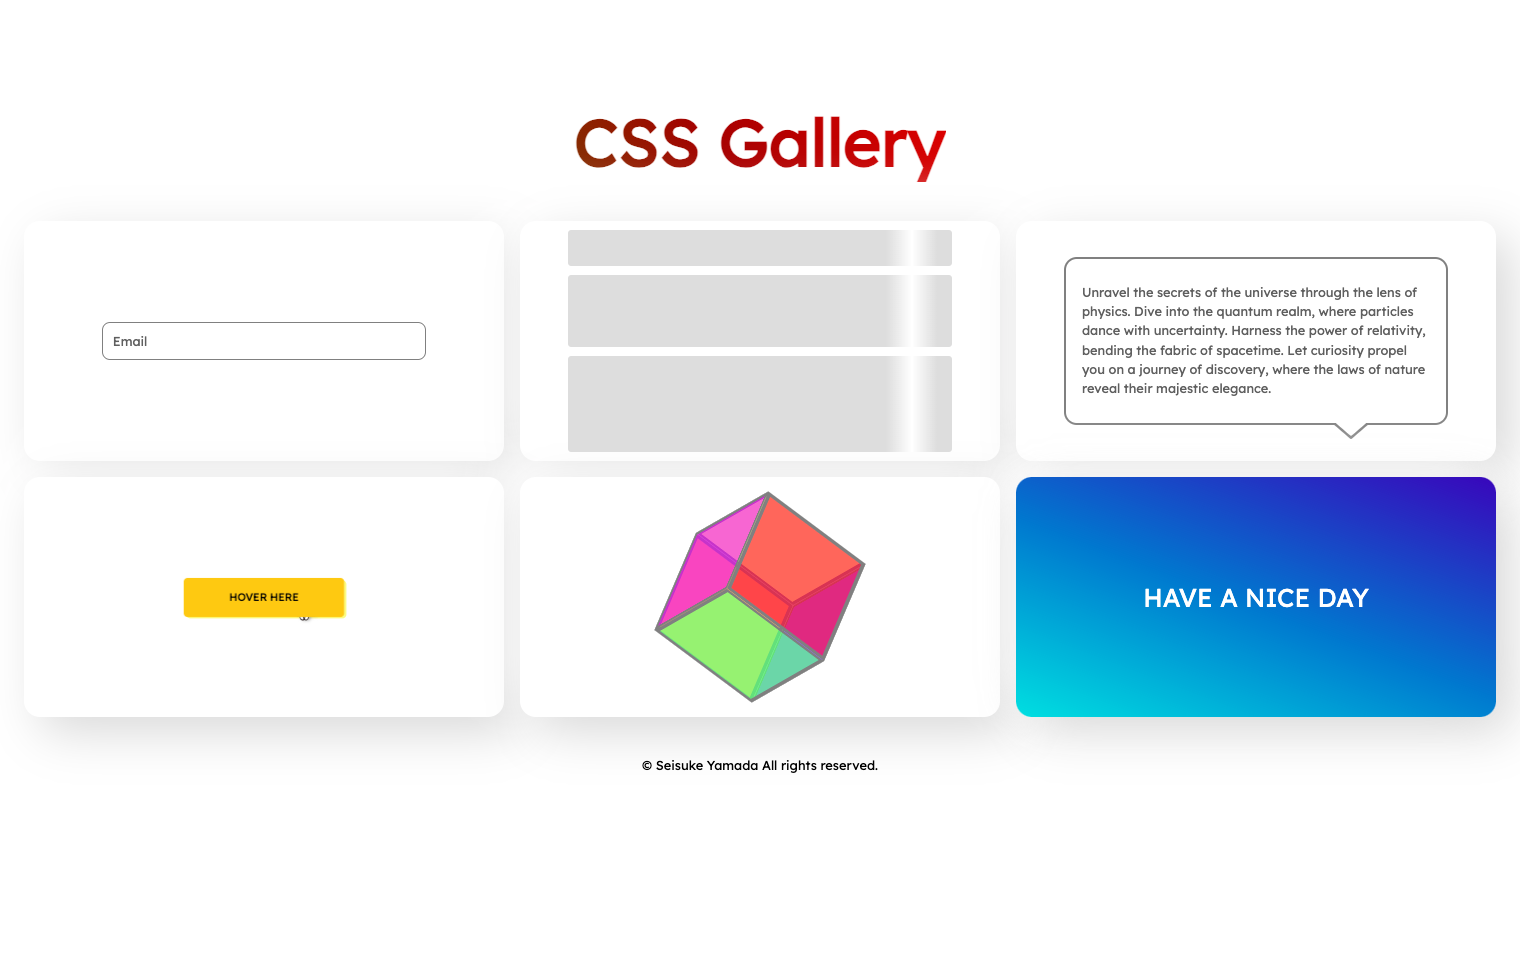 CSS Gallery
Email
Unravel the secrets of the universe through the lens of
physics. Dive into the quantum realm, where particles
dance with uncertainty. Harness the power of relativity,
bending the fabric of spacetime. Let curiosity propel
you on a journey of discovery, where the laws of nature
reveal their majestic elegance.
HOVER HERE
HAVE A NICE DAY
© Seisuke Yamada All rights reserved.